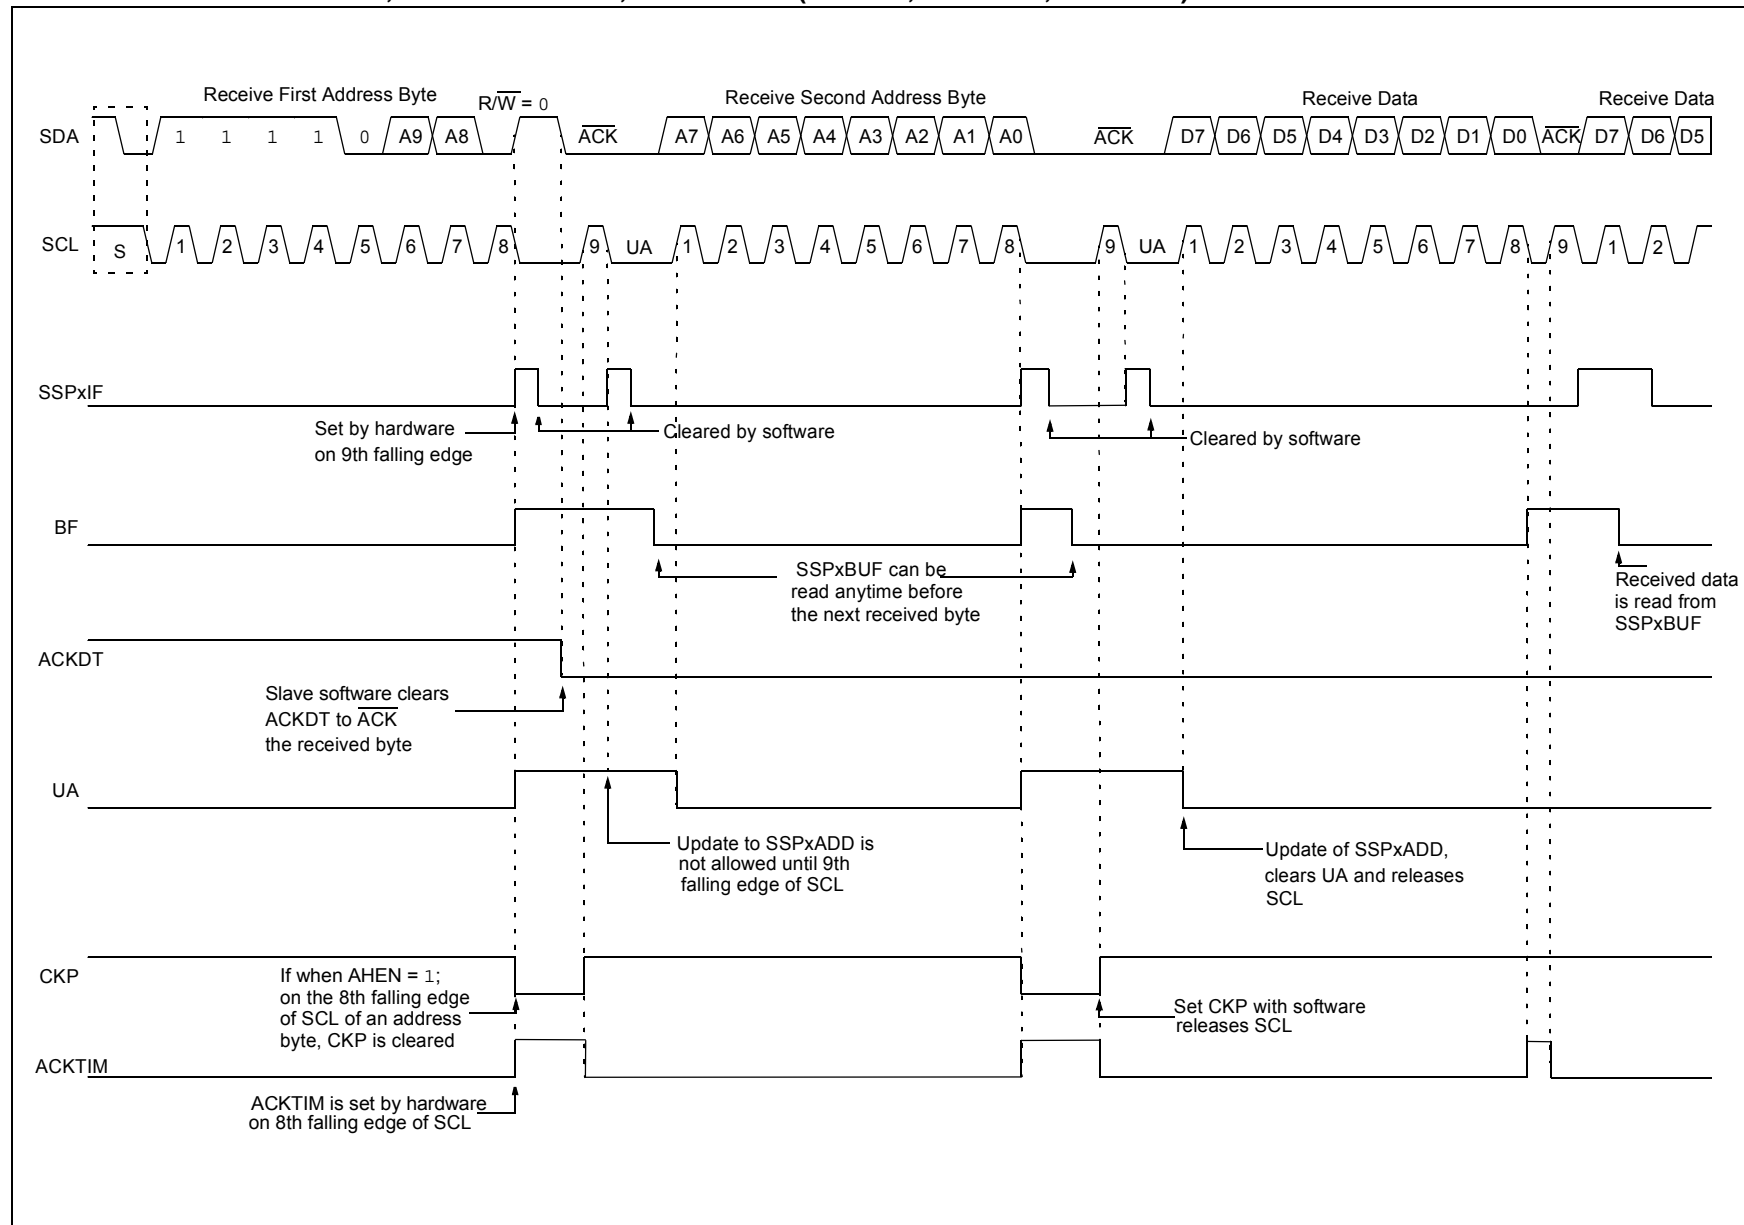 Receive First Address Byte
R/W = 0
Receive Second Address Byte
Receive Data
Receive Data
SDA
1 1 1 1 0 A9 A8
ACK
A7 A6 A5 A4 A3 A2 A1 A0
ACK
D7 D6 D5 D4 D3 D2 D1 D0
ACK
D7 D6 D5
SCL
S
1 2 3 4 5 6 7 8 9 UA
1 2 3 4 5 6 7 8 9 UA
1 2 3 4 5 6 7 8 9
1 2
SSPxIF
Set by hardware
on 9th falling edge
Cleared by software
Cleared by software
BF
SSPxBUF can be
read anytime before
the next received byte
Received data
is read from
SSPxBUF
ACKDT
Slave software clears
ACKDT to ACK
the received byte
UA
Update to SSPxADD is
not allowed until 9th
falling edge of SCL
Update of SSPxADD,
clears UA and releases
SCL
CKP
If when AHEN = 1;
on the 8th falling edge
of SCL of an address
byte, CKP is cleared
Set CKP with software
releases SCL
ACKTIM
ACKTIM is set by hardware
on 8th falling edge of SCL